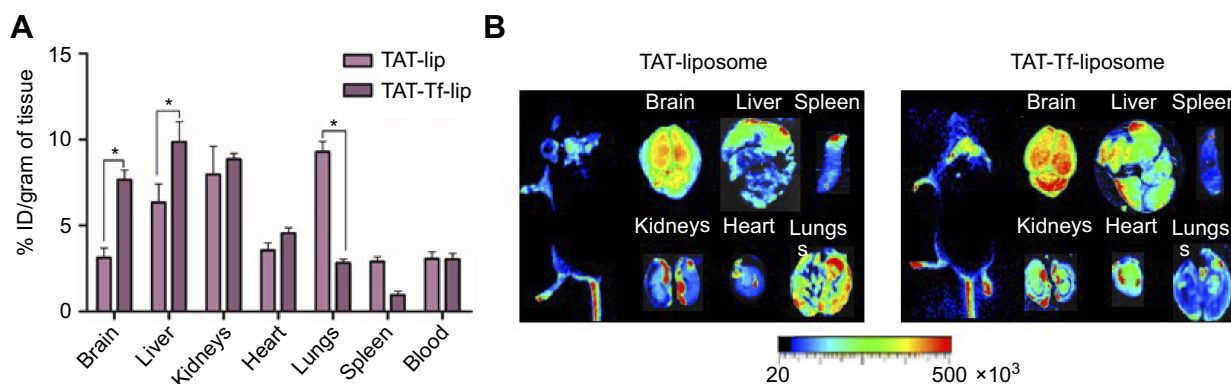 A
% ID/gram of tissue
15
10
5
0
TAT-lip
TAT-Tf-lip
*
*
*
Brain
Liver
Kidneys
Heart
Lungs
Spleen
Blood
B
TAT-liposome
Brain Liver Spleen
Kidneys Heart Lungs
s
TAT-Tf-liposome
Brain Liver Spleen
Kidneys Heart Lungs
s
20 500 ×10³